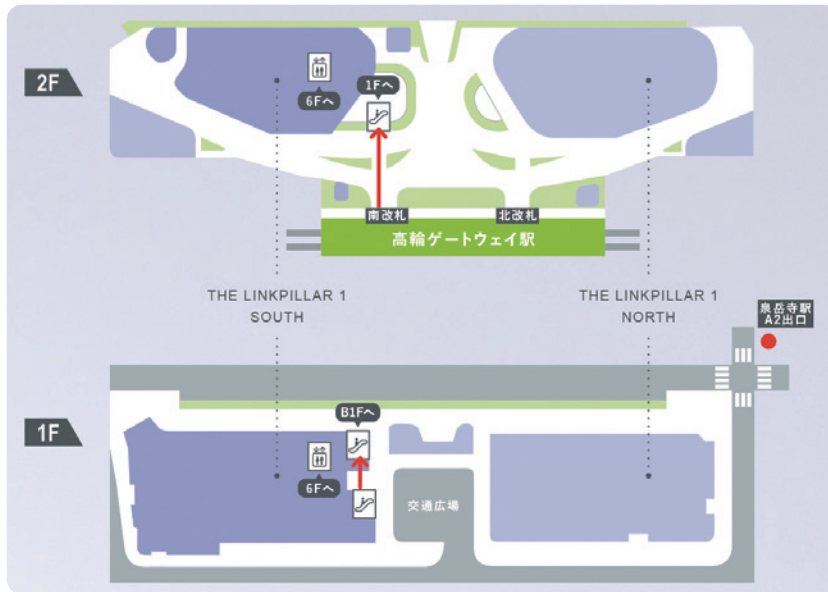 2F
6Fへ
1Fへ
南改札
北改札
高輪ゲートウェイ駅
THE LINKPILLAR 1
SOUTH
THE LINKPILLAR 1
NORTH
泉岳寺駅
A2出口
1F
B1Fへ
6Fへ
交通広場